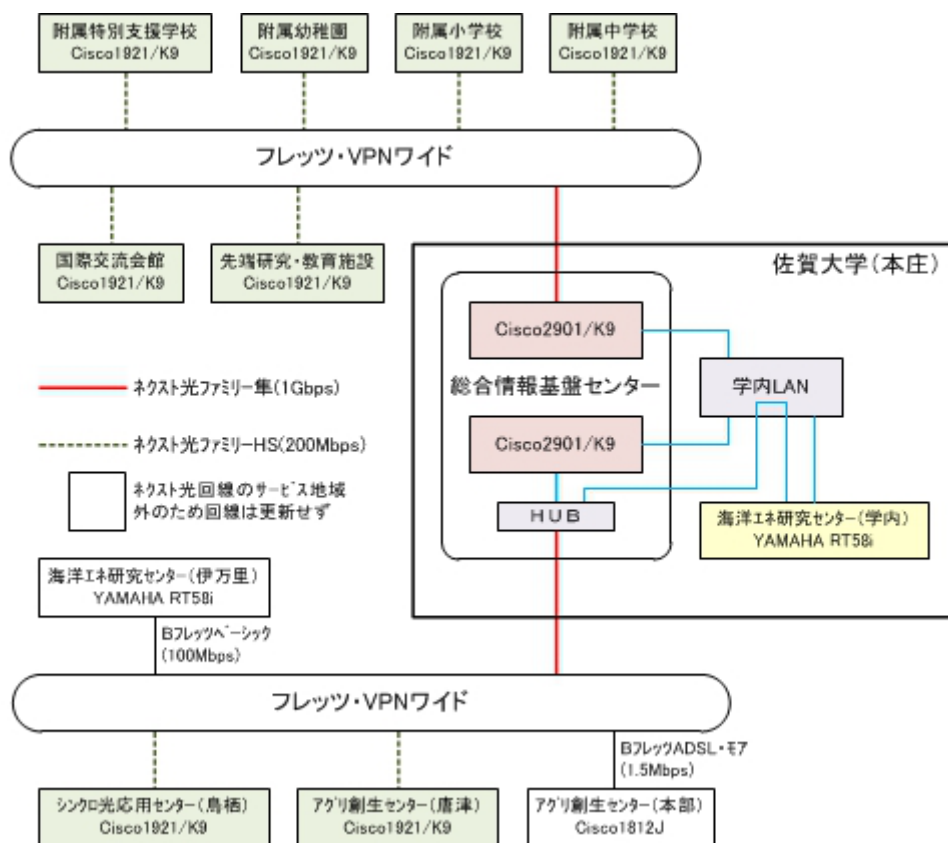 附属特別支援学校
Cisco1921/K9
附属幼稚園
Cisco1921/K9
附属小学校
Cisco1921/K9
附属中学校
Cisco1921/K9
フレッツ・VPNワイド
国際交流会館
Cisco1921/K9
先端研究・教育施設
Cisco1921/K9
佐賀大学(本庄)
Cisco2901/K9
総合情報基盤センター
学内LAN
Cisco2901/K9
HUB
海洋エネ研究センター(学内)
YAMAHA RT58i
ネクスト光ファミリー隼(1Gbps)
ネクスト光ファミリーHS(200Mbps)
ネクスト光回線のサービス地域
外のため回線は更新せず
海洋エネ研究センター(伊万里)
YAMAHA RT58i
Bフレッツベーシック
(100Mbps)
フレッツ・VPNワイド
BフレッツADSL・モア
(1.5Mbps)
シンクロ光応用センター(鳥栖)
Cisco1921/K9
アグリ創生センター(唐津)
Cisco1921/K9
アグリ創生センター(本部)
Cisco1812J